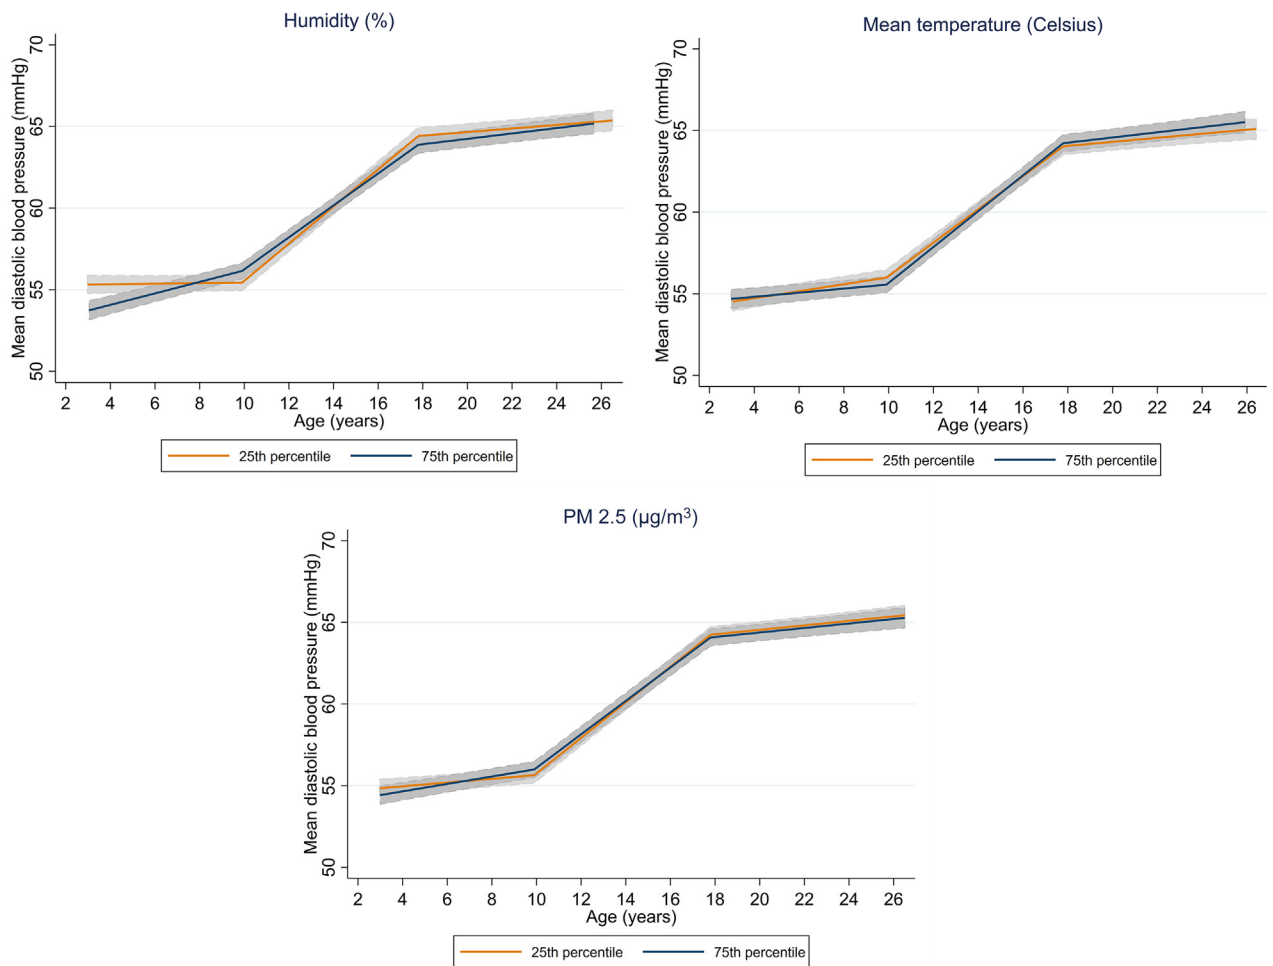 Humidity (%)
Mean diastolic blood pressure (mmHg)
70
65
60
55
50
2 4 6 8 10 12 14 16 18 20 22 24 26
Age (years)
25th percentile 75th percentile
Mean temperature (Celsius)
Mean diastolic blood pressure (mmHg)
70
65
60
55
50
2 4 6 8 10 12 14 16 18 20 22 24 26
Age (years)
25th percentile 75th percentile
PM 2.5 (µg/m³)
Mean diastolic blood pressure (mmHg)
70
65
60
55
50
2 4 6 8 10 12 14 16 18 20 22 24 26
Age (years)
25th percentile 75th percentile